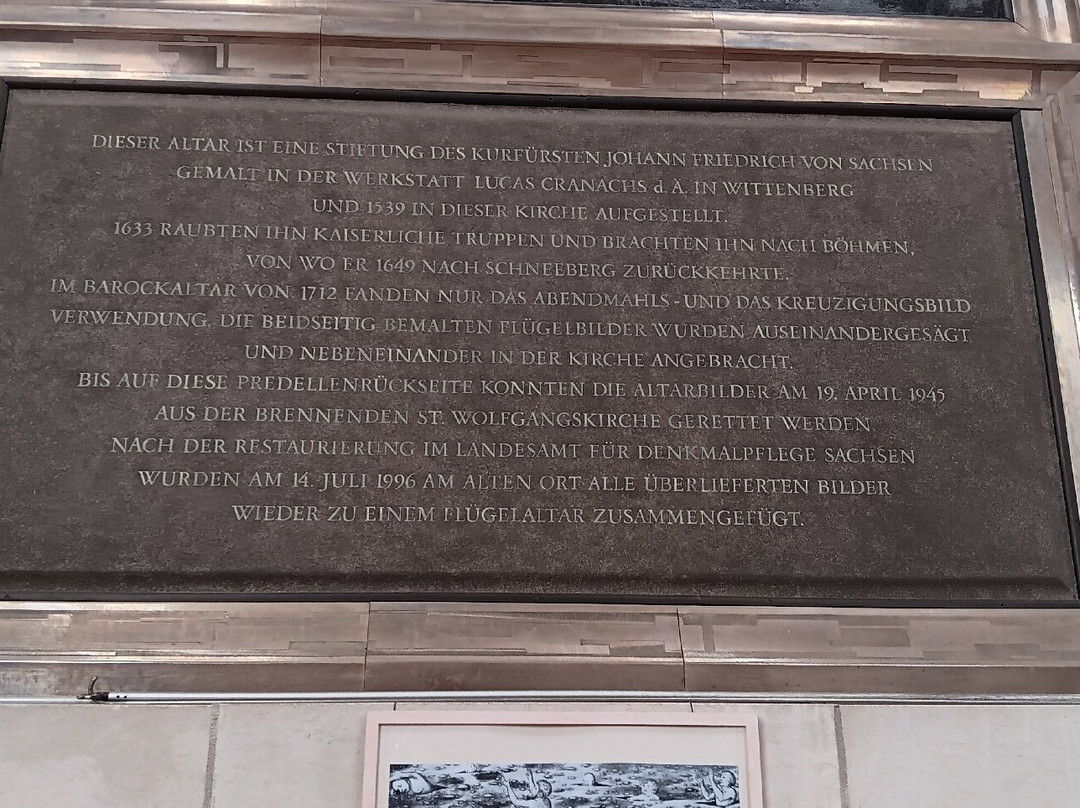 DIESER ALTAR IST EINE STIFTUNG DES KURFÜRSTEN JOHANN FRIEDRICH VON SACHSEN
GEMALT IN DER WERKSTATT LUCAS CRANACHS d. Ä. IN WITTENBERG
UND 1539 IN DIESER KIRCHE AUFGESTELLT.
1633 RAUBTEN IHN KAISERLICHE TRUPPEN UND BRACHTEN IHN NACH BÖHMEN,
VON WO ER 1649 NACH SCHNEEBERG ZURÜCKKEHRTE.
IM BAROCKALTAR VON 1712 FANDEN NUR DAS ABENDMAHLS-UND DAS KREUZIGUNGSBILD
VERWENDUNG, DIE BEIDSEITIG BEMALTEN FLÜGELBILDER WURDEN AUSEINANDERGESÄGT
UND NEBENEINANDER IN DER KIRCHE ANGEBRACHT.
BIS AUF DIESE PREDELLENRÜCKSEITE KONNTEN DIE ALTARBILDER AM 19. APRIL 1945
AUS DER BRENNENDEN ST. WOLFGANGSKIRCHE GERETTET WERDEN.
NACH DER RESTAURIERUNG IM LANDESAMT FÜR DENKMALPFLEGE SACHSEN
WURDEN AM 14. JULI 1996 AM ALTEN ORT ALLE ÜBERLIEFERTEN BILDER
WIEDER ZU EINEM FLÜGELALTAR ZUSAMMENGEFÜGT.